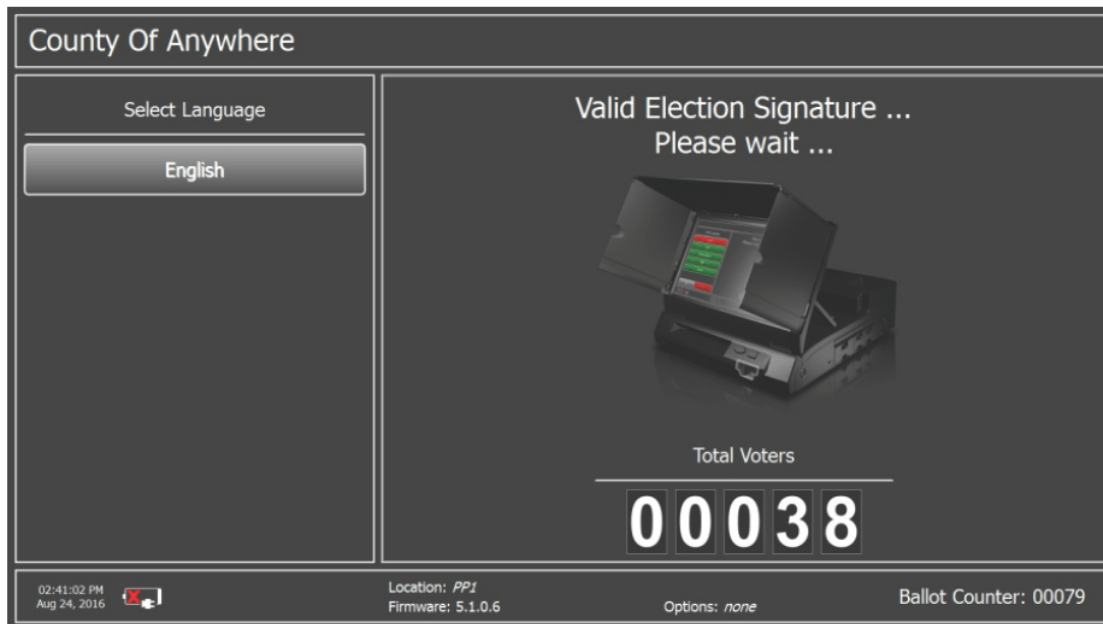 County Of Anywhere
Select Language
English
Valid Election Signature ...
Please wait ...
Total Voters
00038
02:41:02 PM
Aug 24, 2016
Location: PP1
Firmware: 5.1.0.6
Options: none
Ballot Counter: 00079